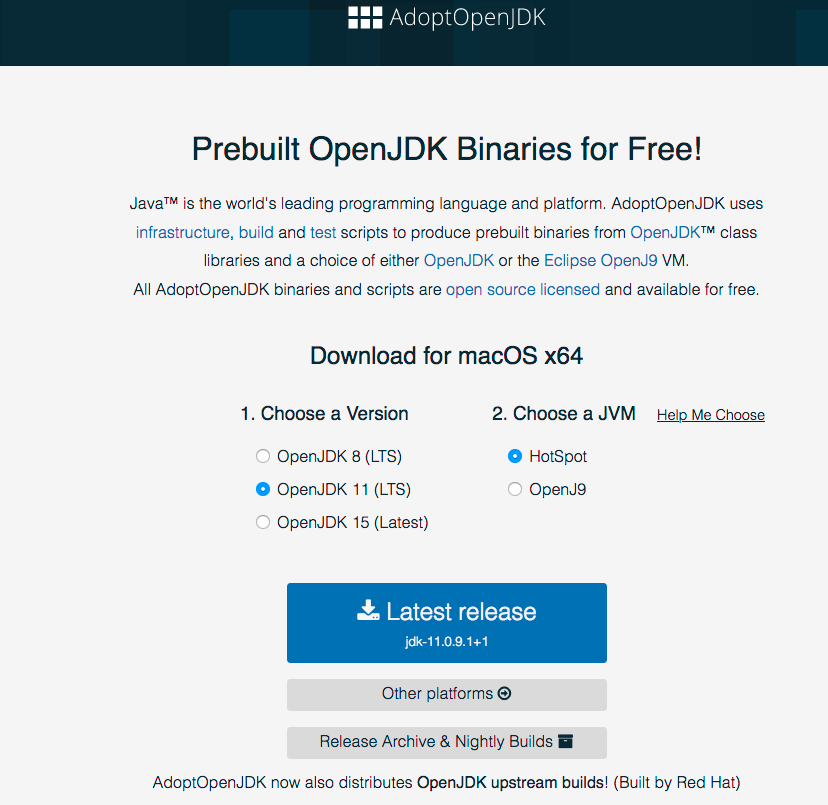 AdoptOpenJDK
Prebuilt OpenJDK Binaries for Free!
Java™ is the world's leading programming language and platform. AdoptOpenJDK uses
infrastructure, build and test scripts to produce prebuilt binaries from OpenJDK™ class
libraries and a choice of either OpenJDK or the Eclipse OpenJ9 VM.
All AdoptOpenJDK binaries and scripts are open source licensed and available for free.
Download for macOS x64
1. Choose a Version
OpenJDK 8 (LTS)
OpenJDK 11 (LTS)
OpenJDK 15 (Latest)
2. Choose a JVM Help Me Choose
HotSpot
OpenJ9
Latest release
jdk-11.0.9.1+1
Other platforms
Release Archive & Nightly Builds
AdoptOpenJDK now also distributes OpenJDK upstream builds! (Built by Red Hat)